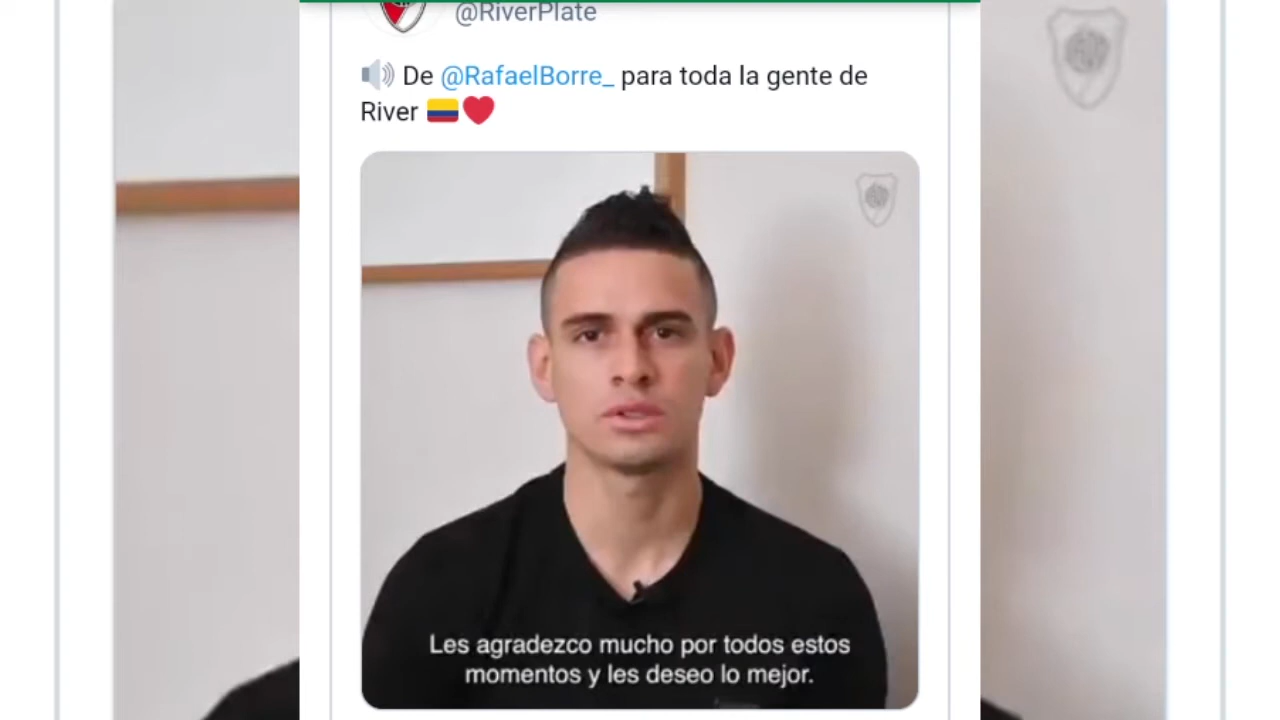 @RiverPlate
🔊 De @RafaelBorre_ para toda la gente de
River 🇨🇴❤️
Les agradezco mucho por todos estos
momentos y les deseo lo mejor.